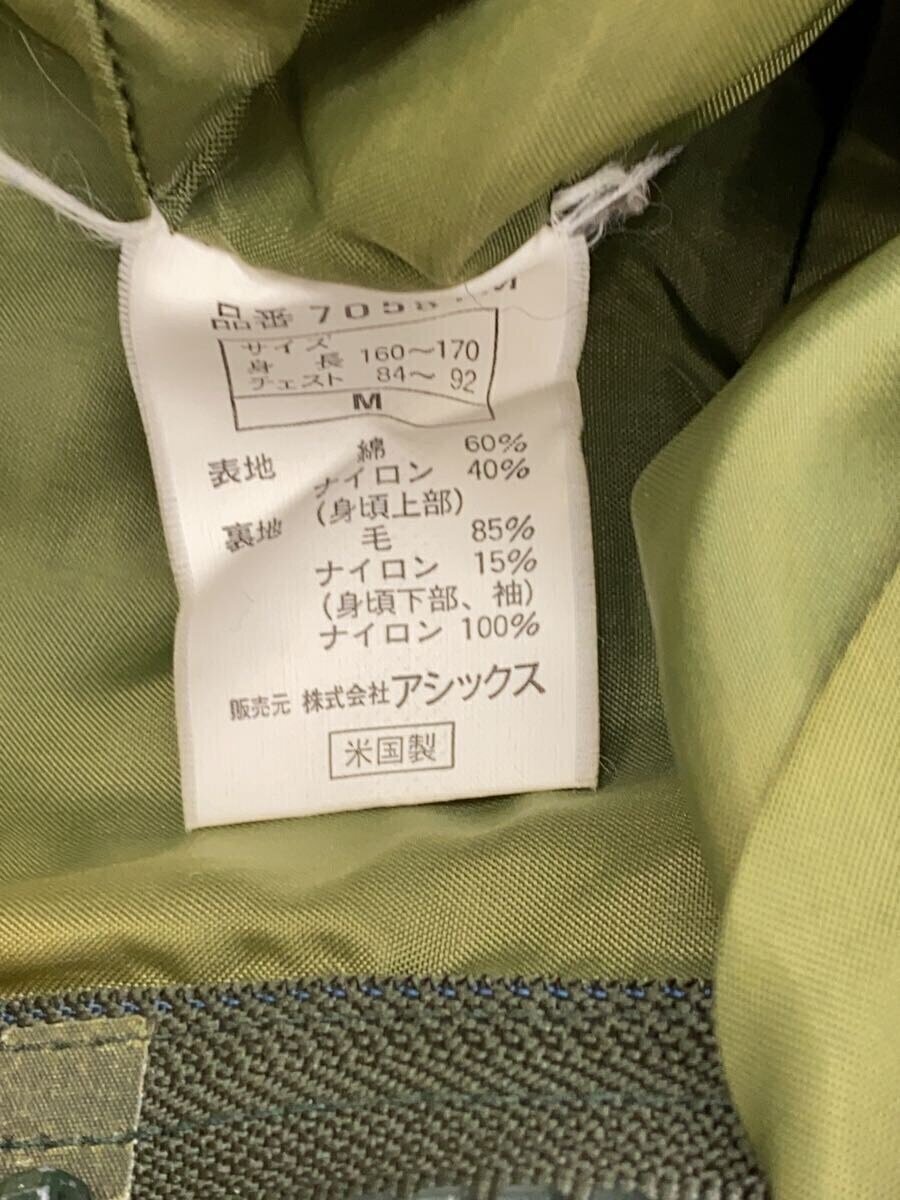 品番
サイズ
身長 160～170
チェスト 84～ 92
M
表地 綿 60%
ナイロン 40%
(身頃上部)
裏地 毛 85%
ナイロン 15%
(身頃下部、袖)
ナイロン 100%
販売元 株式会社アシックス
米国製